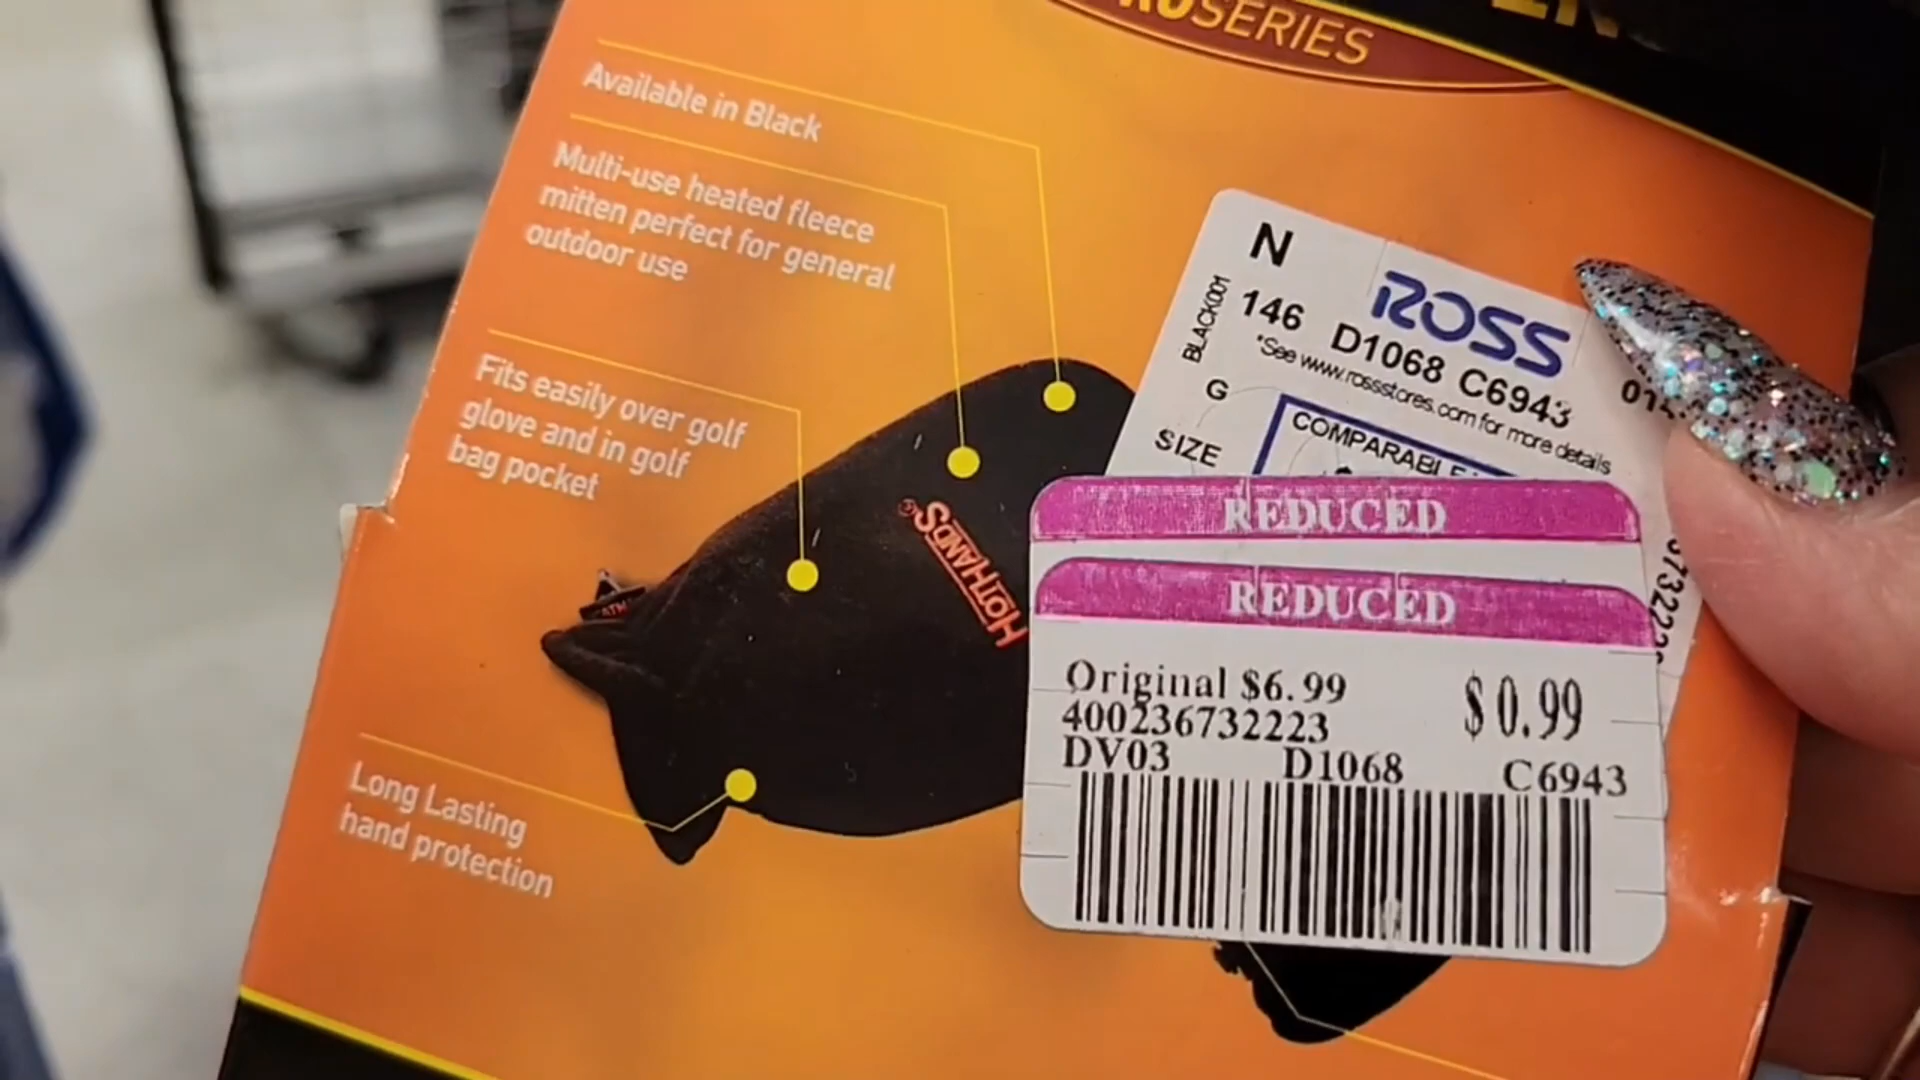 SERIES
Available in Black
Multi-use heated fleece
mitten perfect for general
outdoor use
Fits easily over golf
glove and in golf
bag pocket
Long Lasting
hand protection
HOTHANDS®
N
ROSS
BLACK001
146 D1068 C6943
*See www.rossstores.com for more details
G
SIZE
COMPARABLE
REDUCED
REDUCED
Original $6.99
$0.99
400236732223
DV03 D1068 C6943